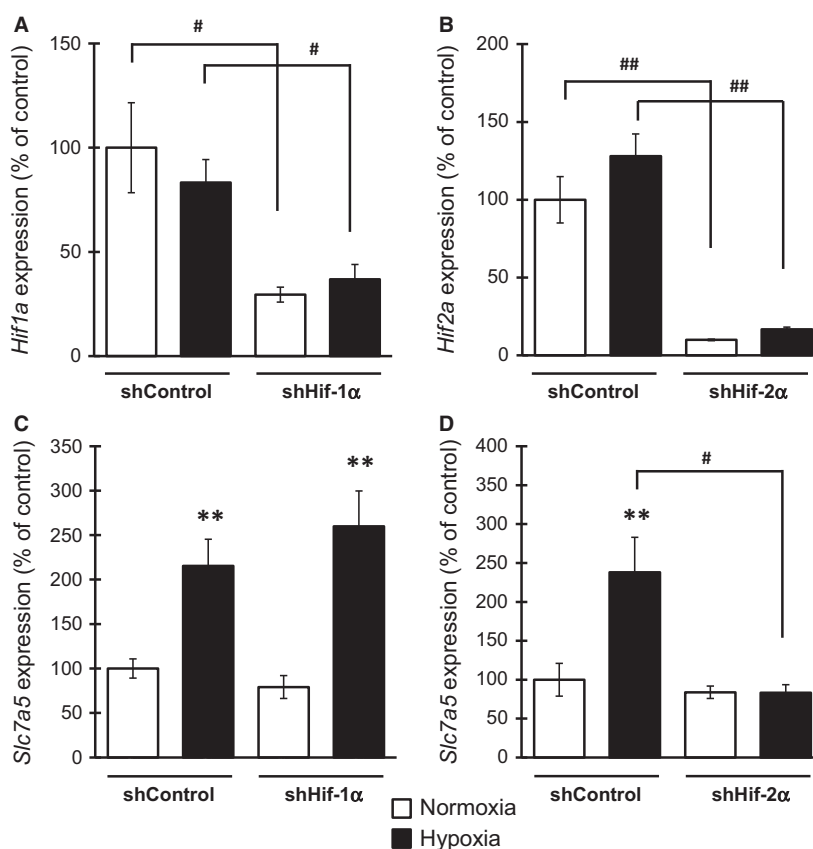 A
Hif1a expression (% of control)
150
100
50
0
#
#
shControl
shHif-1α
B
Hif2a expression (% of control)
200
150
100
50
0
##
##
shControl
shHif-2α
C
Slc7a5 expression (% of control)
350
300
250
200
150
100
50
0
**
**
shControl
shHif-1α
D
Slc7a5 expression (% of control)
400
350
300
250
200
150
100
50
0
**
#
shControl
shHif-2α
Normoxia
Hypoxia